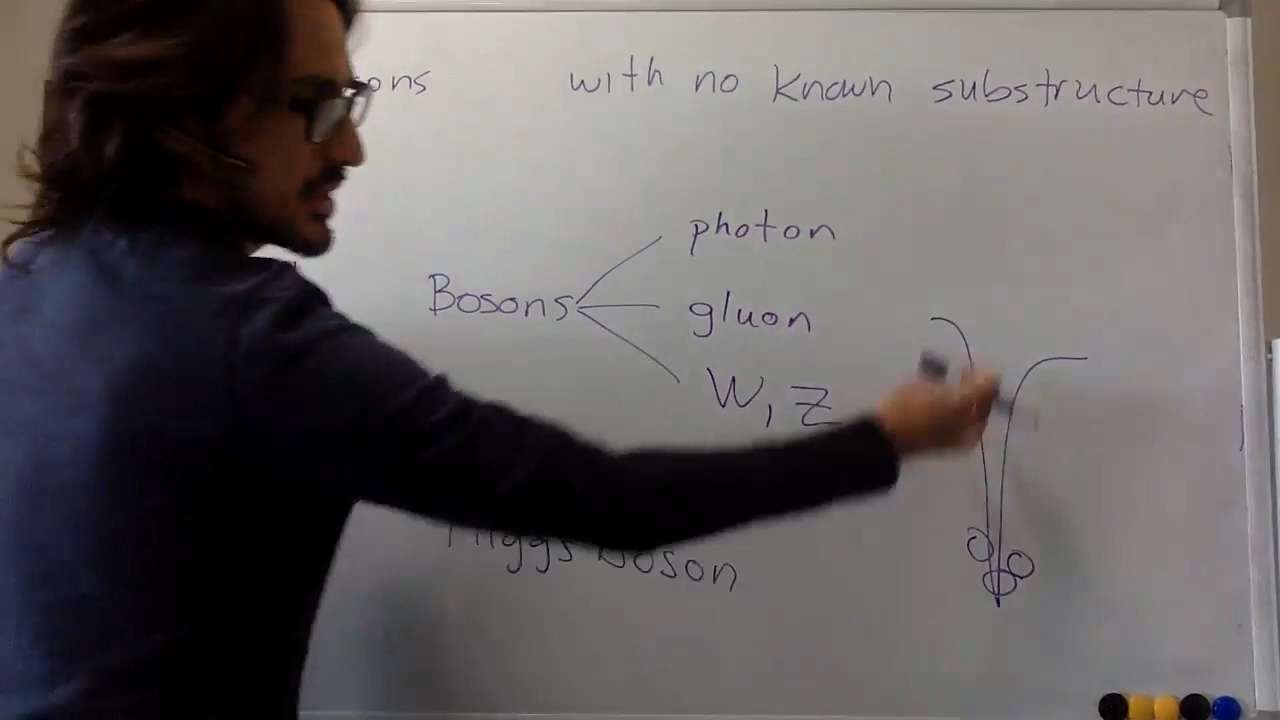 ons with no known substructure
photon
Bosons
gluon
W, Z
Higgs Boson